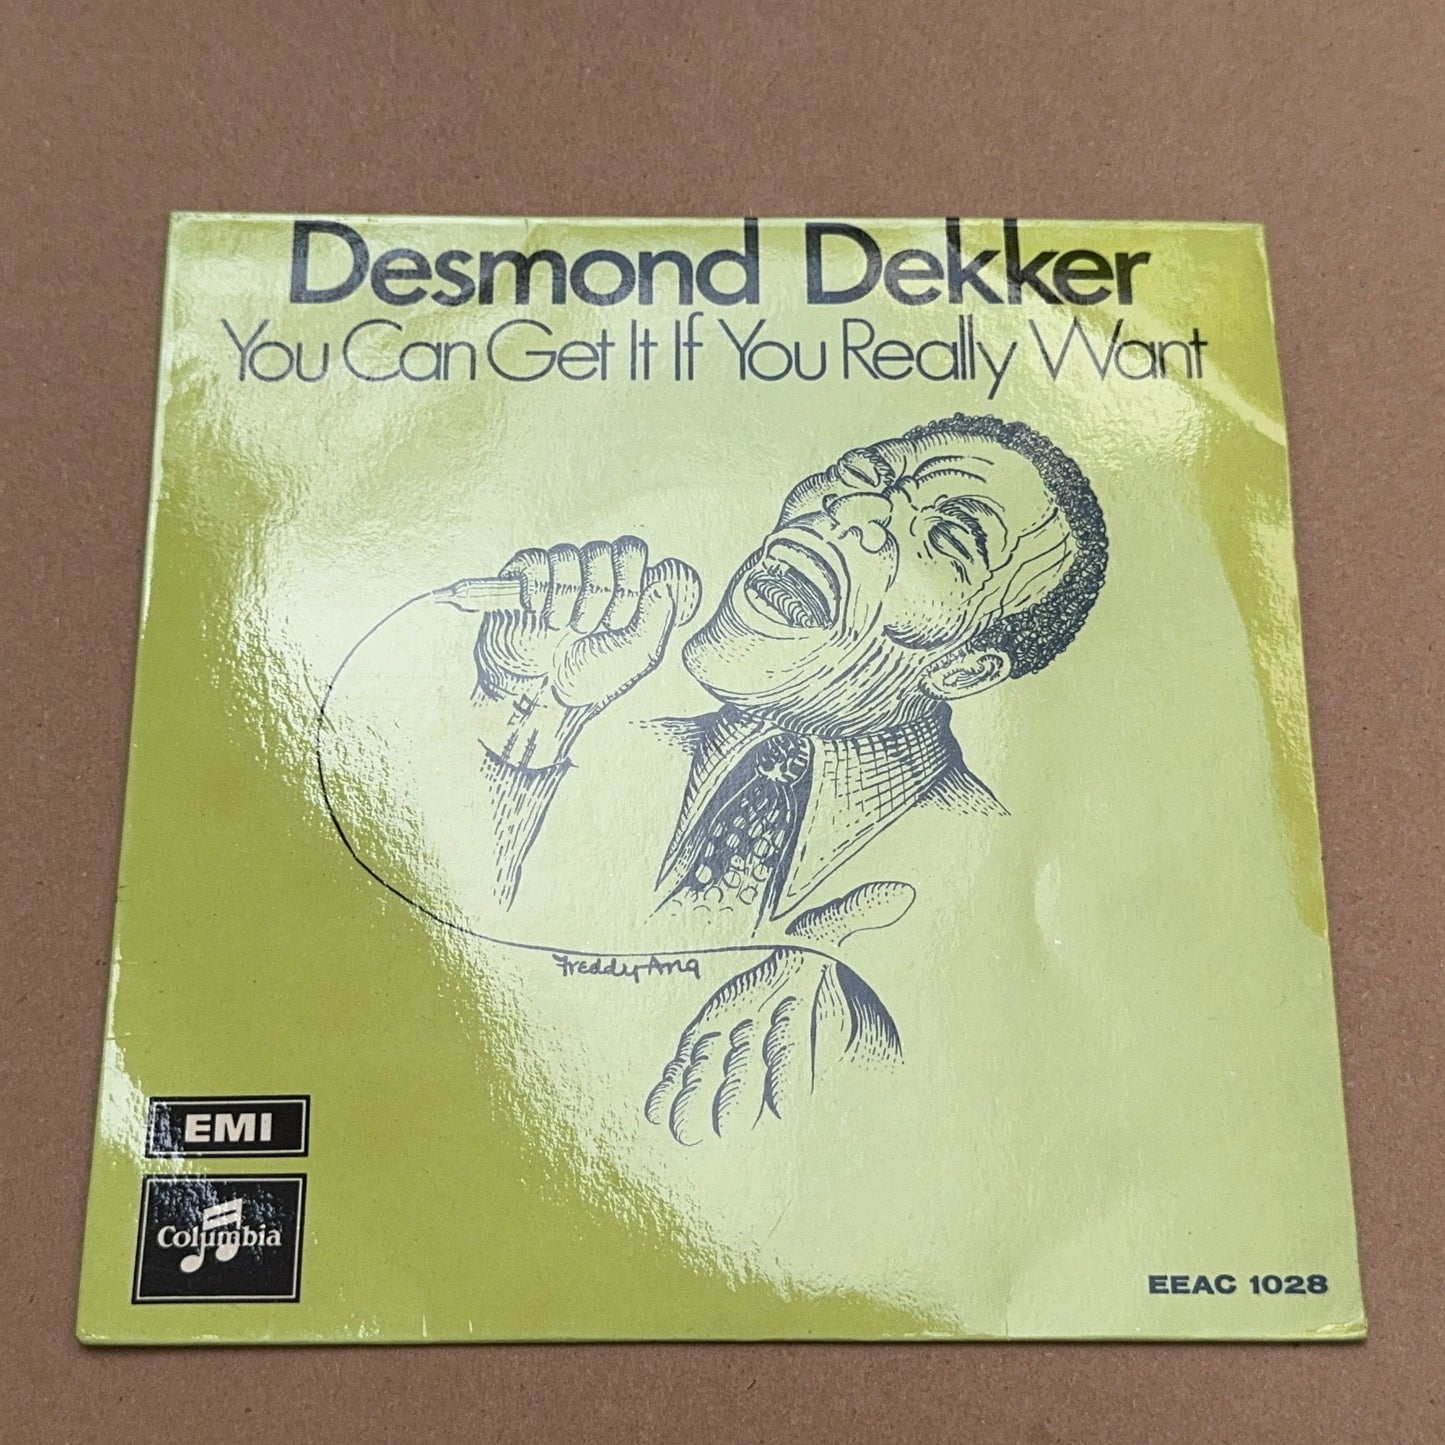 Desmond Dekker
You Can Get It If You Really Want
Freddy Ang
EMI
Columbia
EEAC 1028